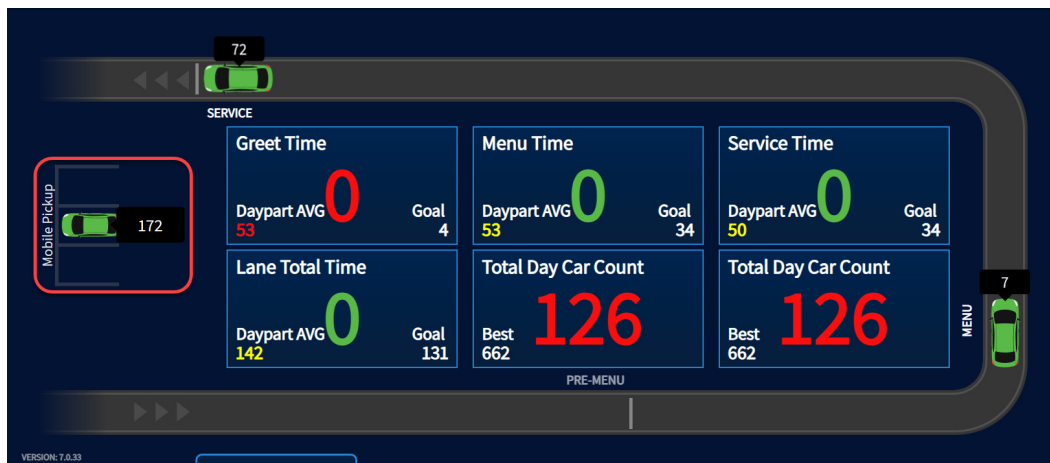 72
SERVICE
Greet Time
0
Daypart AVG
53
Goal
4
Menu Time
0
Daypart AVG
53
Goal
34
Service Time
0
Daypart AVG
50
Goal
34
Mobile Pickup
172
Lane Total Time
0
Daypart AVG
142
Goal
131
Total Day Car Count
126
Best
662
Total Day Car Count
126
Best
662
7
MENU
PRE-MENU
VERSION: 7.0.33